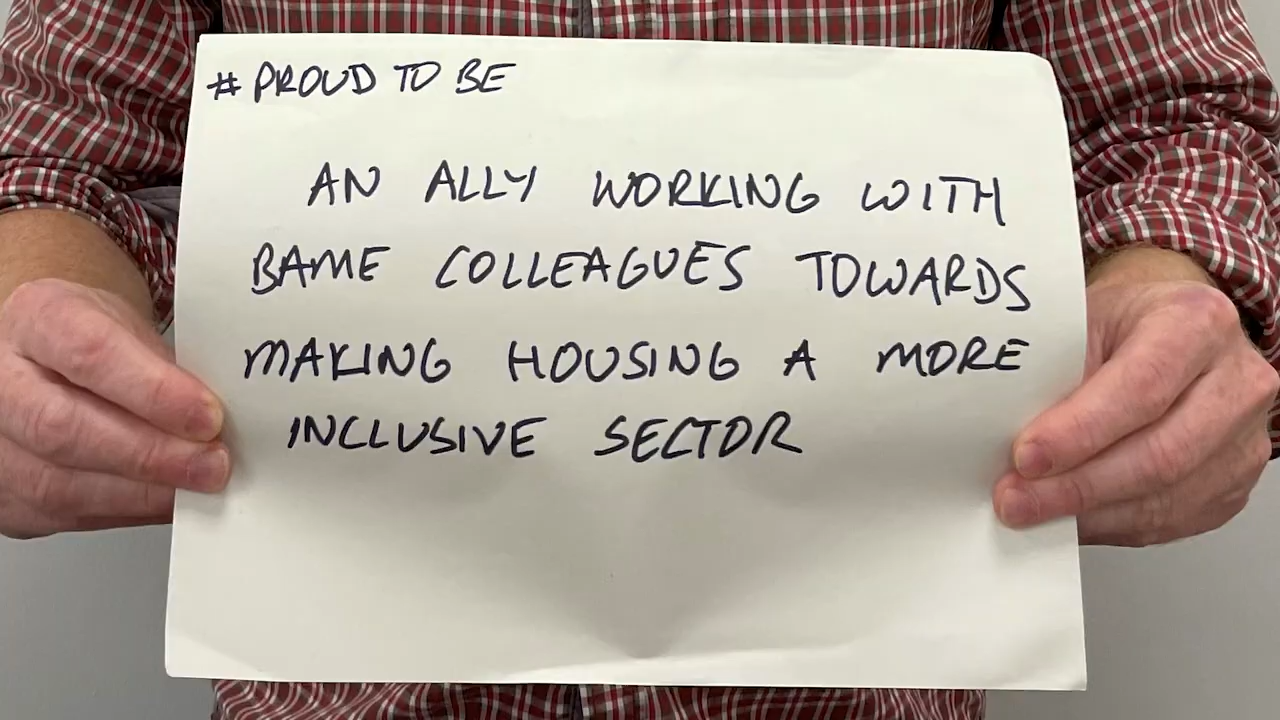 # PROUD TO BE
AN ALLY WORKING WITH
BAME COLLEAGUES TOWARDS
MAKING HOUSING A MORE
INCLUSIVE SECTOR